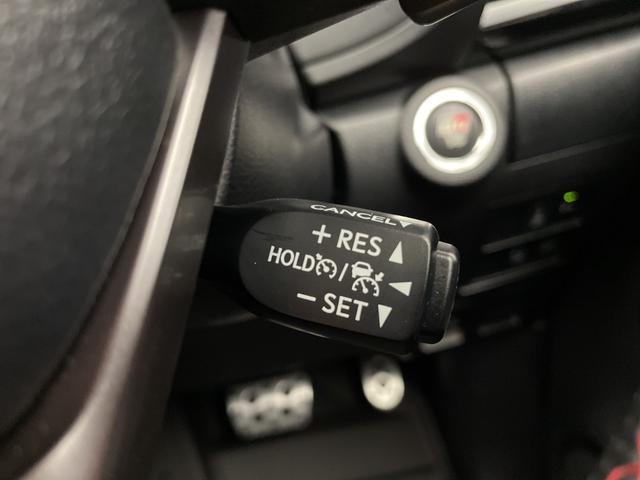 CANCEL
+ RES
HOLD /
− SET